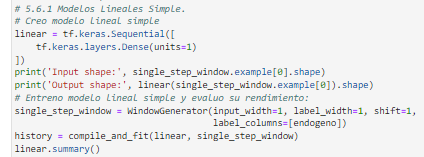 # 5.6.1 Modelos Lineales Simple.
# Creo modelo lineal simple
linear = tf.keras.Sequential([
    tf.keras.layers.Dense(units=1)
])
print('Input shape:', single_step_window.example[0].shape)
print('Output shape:', linear(single_step_window.example[0]).shape)
# Entreno modelo lineal simple y evaluo su rendimiento:
single_step_window = WindowGenerator(input_width=1, label_width=1, shift=1,
                                     label_columns=[endogeno])
history = compile_and_fit(linear, single_step_window)
linear.summary()